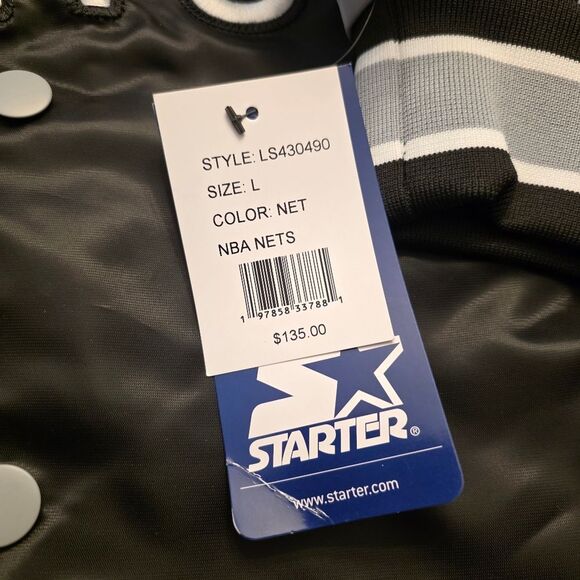 STYLE: LS430490
SIZE: L
COLOR: NET
NBA NETS
1 97858 33788 1
$135.00
STARTER®
www.starter.com